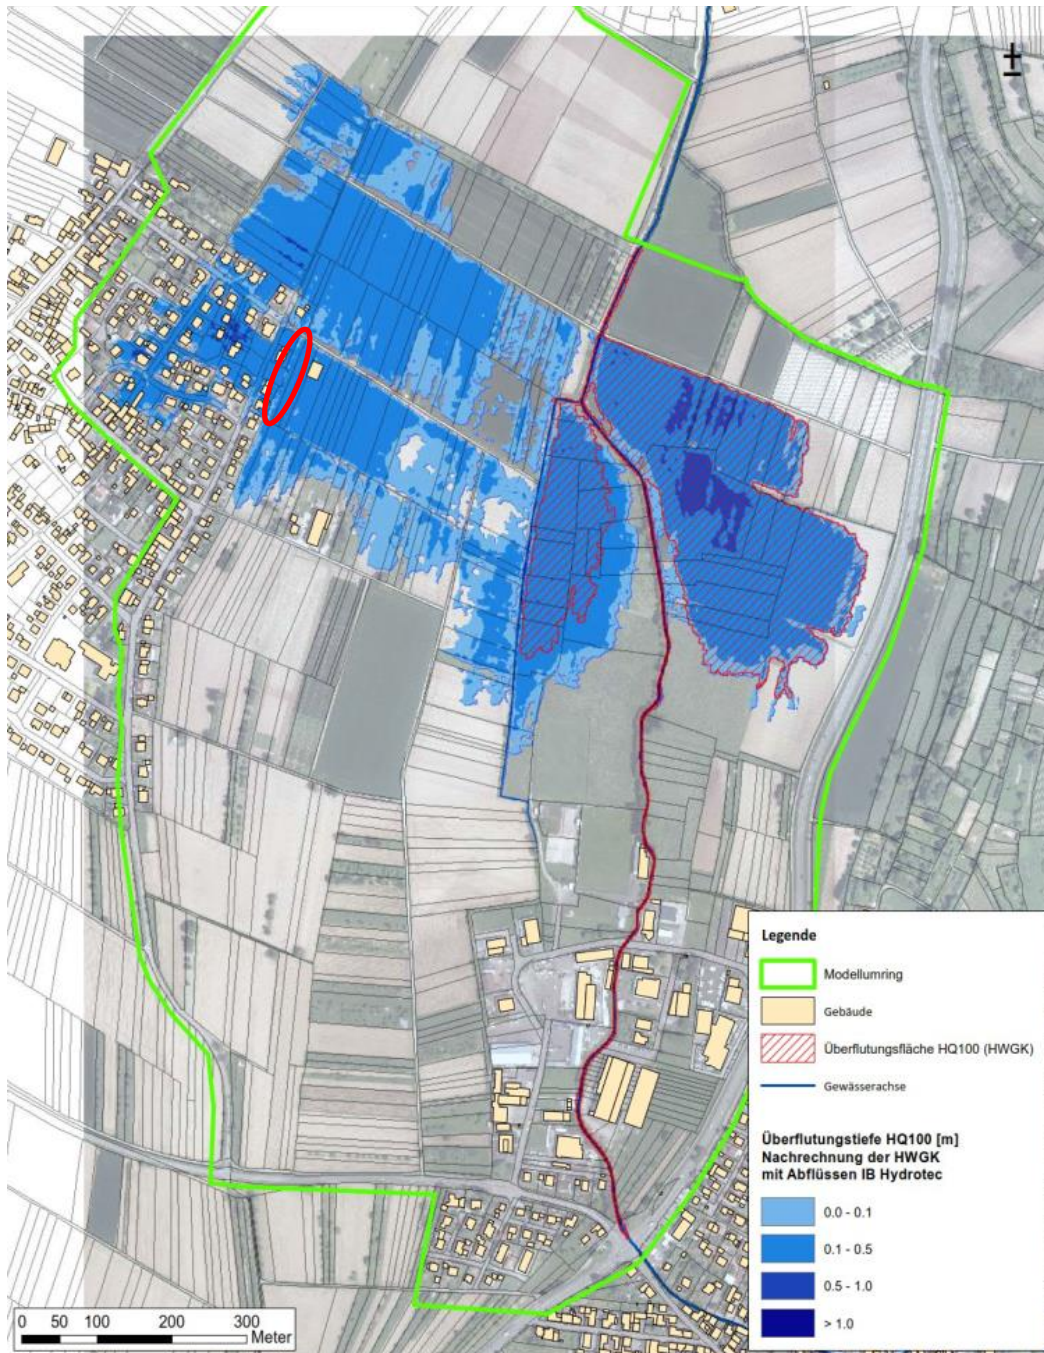 Legende
Modellumring
Gebäude
Überflutungsfläche HQ100 (HWGK)
Gewässerachse
Überflutungstiefe HQ100 [m]
Nachrechnung der HWGK
mit Abflüssen IB Hydrotec
0.0 - 0.1
0.1 - 0.5
0.5 - 1.0
> 1.0
0 50 100 200 300
Meter